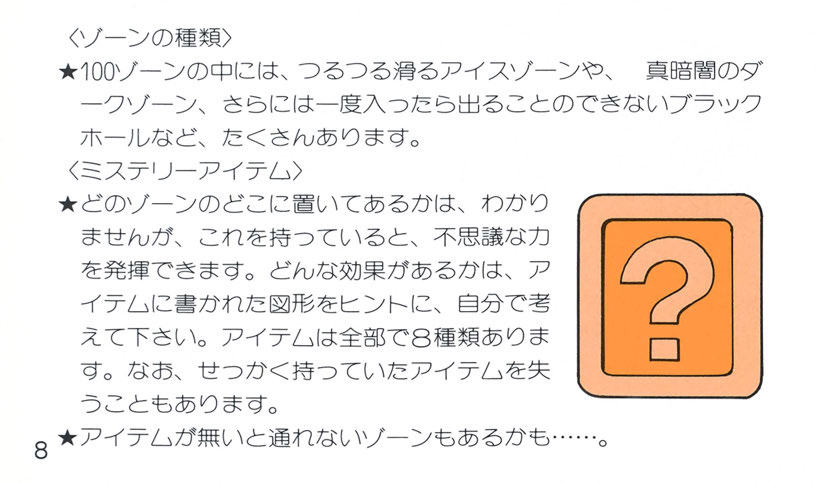 〈ゾーンの種類〉
★100ゾーンの中には、つるつる滑るアイスゾーンや、　真暗闇のダ
ークゾーン、さらには一度入ったら出ることのできないブラック
ホールなど、たくさんあります。
〈ミステリーアイテム〉
★どのゾーンのどこに置いてあるかは、わかり
ませんが、これを持っていると、不思議な力
を発揮できます。どんな効果があるかは、ア
イテムに書かれた図形をヒントに、自分で考
えて下さい。アイテムは全部で8種類ありま
す。なお、せっかく持っていたアイテムを失
うこともあります。
?
★アイテムが無いと通れないゾーンもあるかも……。
8